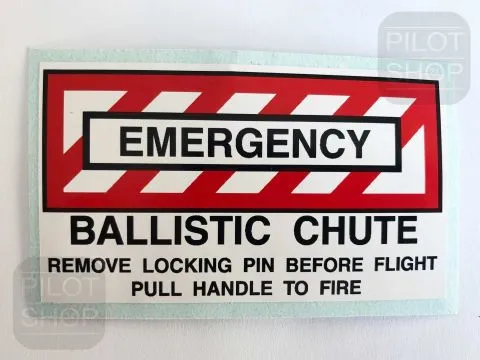 PILOT
SHOP
EMERGENCY
BALLISTIC CHUTE
REMOVE LOCKING PIN BEFORE FLIGHT
PULL HANDLE TO FIRE
PILOT
SHOP